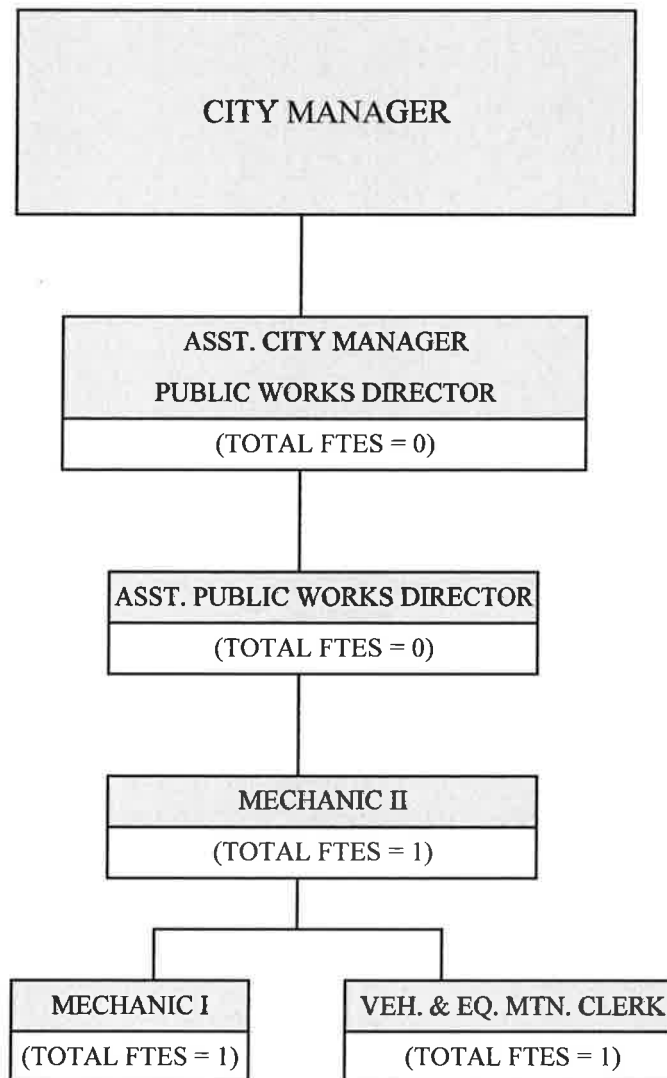 CITY MANAGER
ASST. CITY MANAGER
PUBLIC WORKS DIRECTOR
(TOTAL FTES = 0)
ASST. PUBLIC WORKS DIRECTOR
(TOTAL FTES = 0)
MECHANIC II
(TOTAL FTES = 1)
MECHANIC I
(TOTAL FTES = 1)
VEH. & EQ. MTN. CLERK
(TOTAL FTES = 1)